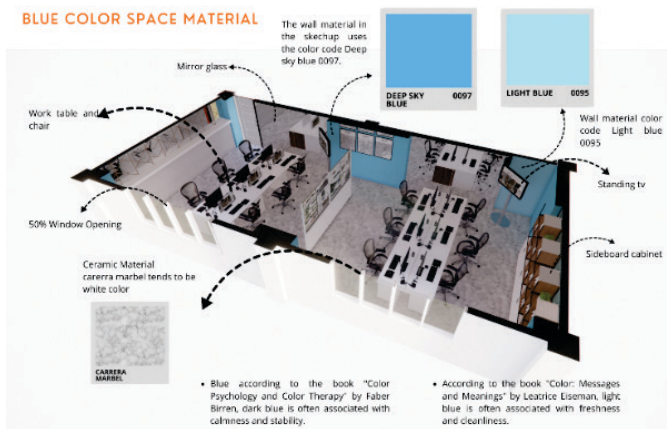 BLUE COLOR SPACE MATERIAL
The wall material in
the skechup uses
the color code Deep
sky blue 0097.
DEEP SKY 0097
BLUE
LIGHT BLUE 0095
Mirror glass
Work table and
chair
Wall material color
code Light blue
0095
Standing tv
50% Window Opening
Sideboard cabinet
Ceramic Material
carerra marbel tends to be
white color
CARRERA
MARBEL
• Blue according to the book "Color
Psychology and Color Therapy" by Faber
Birren, dark blue is often associated with
calmness and stability.
• According to the book "Color: Messages
and Meanings" by Leatrice Eiseman, light
blue is often associated with freshness
and cleanliness.